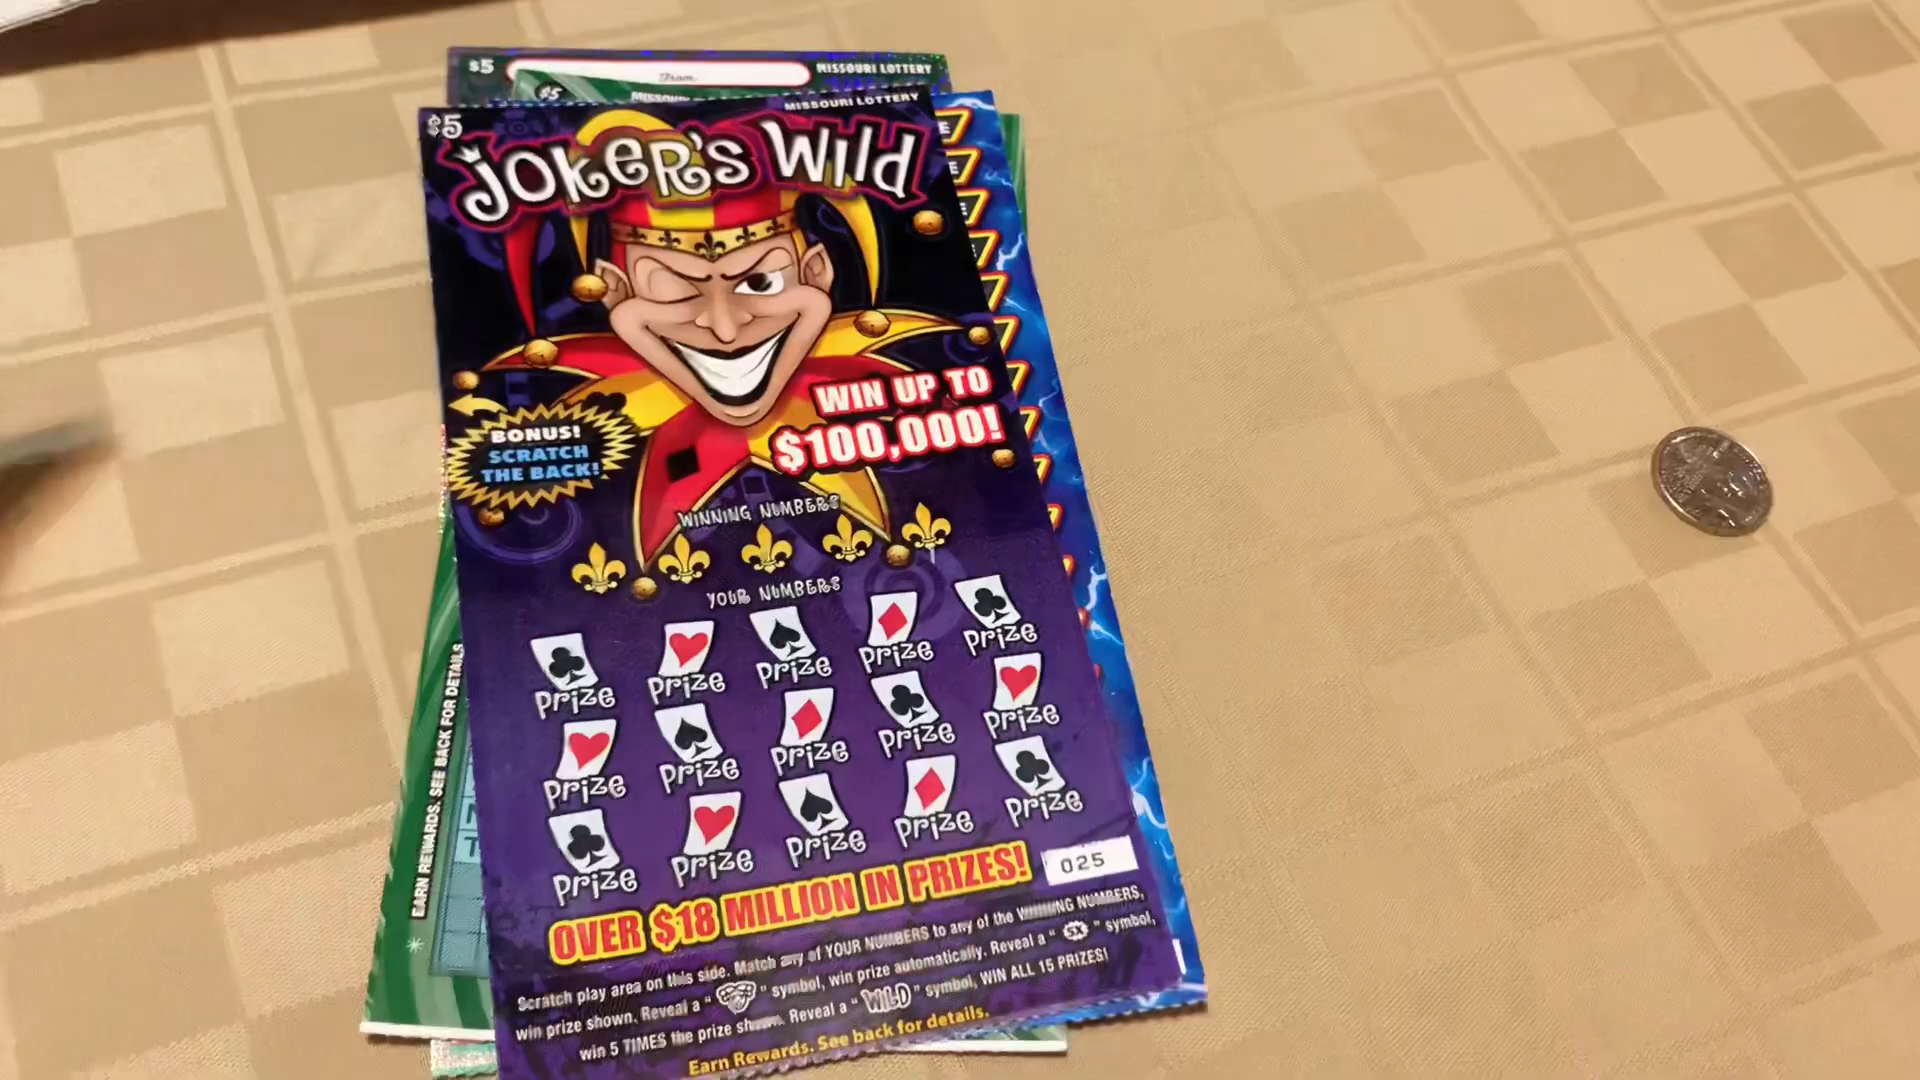 $5 From MISSOURI LOTTERY
$5
MISSOURI LOTTERY
$5
JOKER'S WILD
WIN UP TO
$100,000!
BONUS!
SCRATCH
THE BACK!
WINNING NUMBERS
YOUR NUMBERS
Prize Prize Prize Prize Prize
Prize Prize Prize Prize Prize
Prize Prize Prize Prize Prize
OVER $18 MILLION IN PRIZES!
025
Scratch play area on this side. Match any of YOUR NUMBERS to any of the WINNING NUMBERS,
win prize shown. Reveal a " " symbol, win prize automatically. Reveal a " 5X " symbol,
win 5 TIMES the prize shown. Reveal a " WILD " symbol, WIN ALL 15 PRIZES!
Earn Rewards. See back for details.
EARN REWARDS. SEE BACK FOR DETAILS